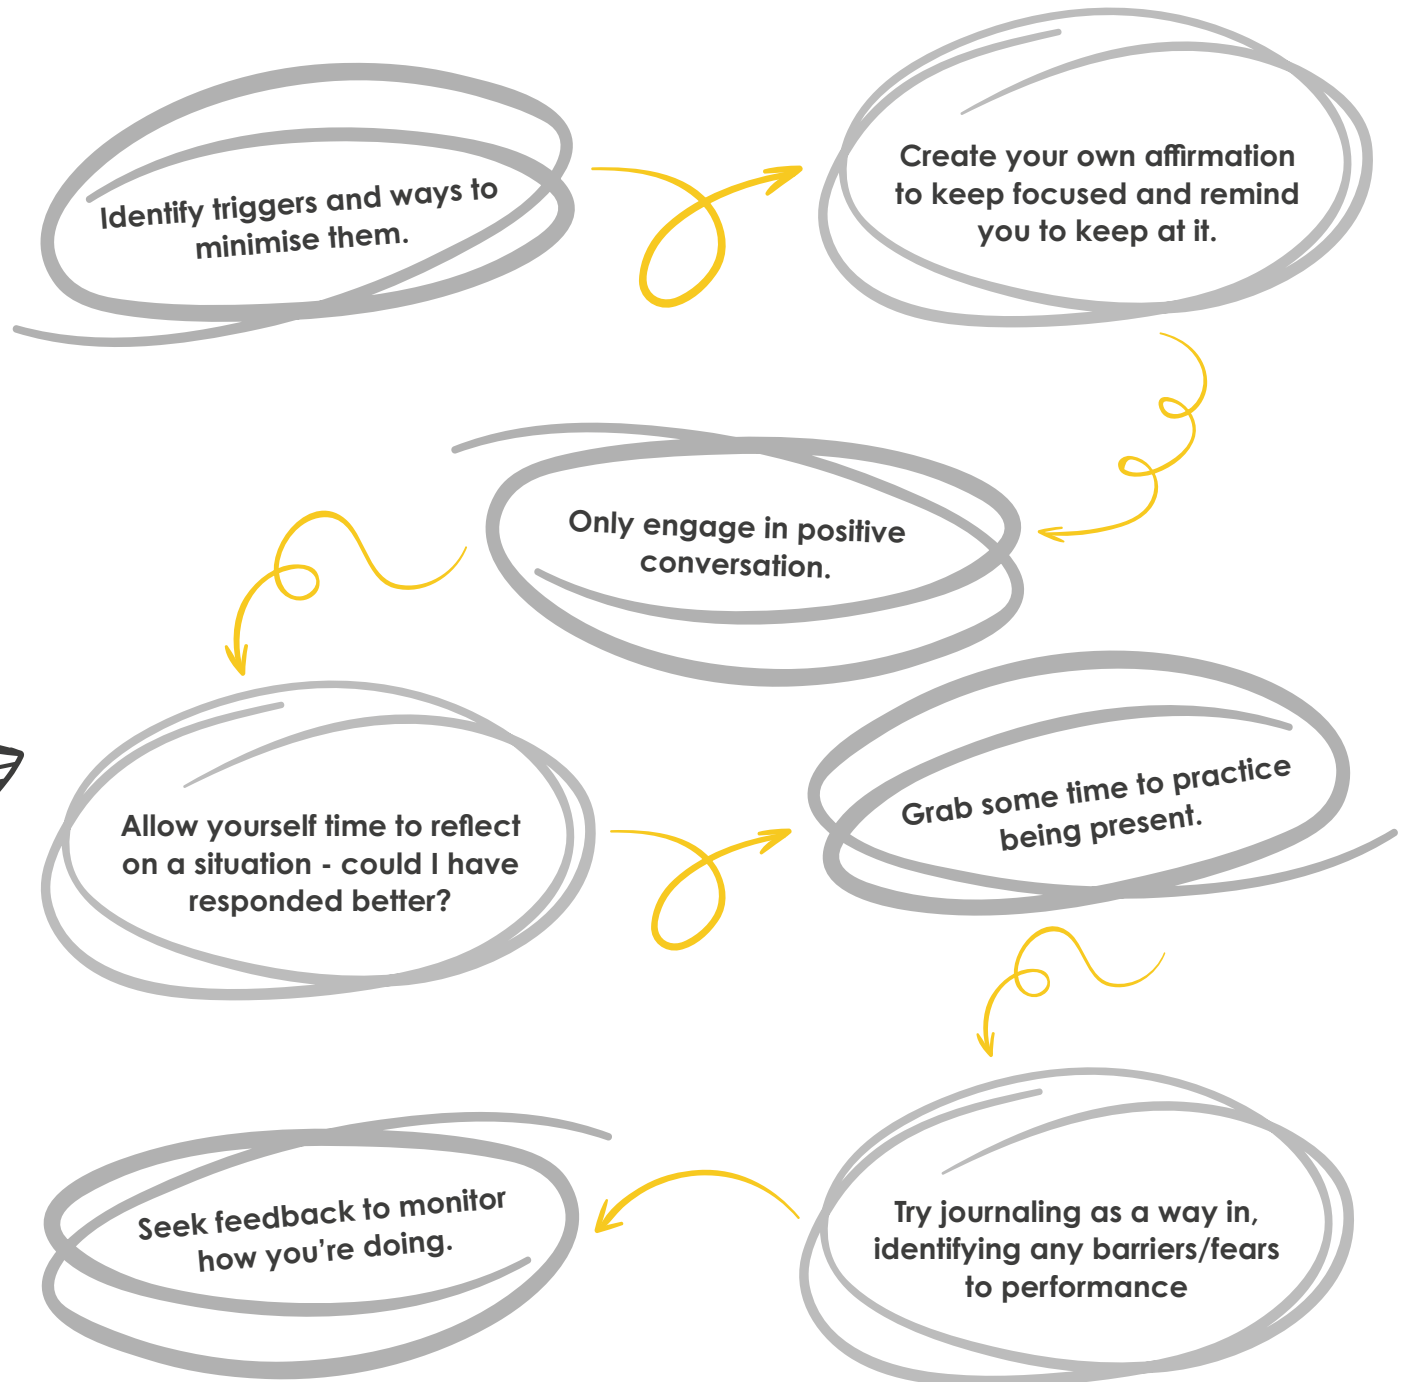 Identify triggers and ways to
minimise them.
Create your own affirmation
to keep focused and remind
you to keep at it.
Only engage in positive
conversation.
Allow yourself time to reflect
on a situation - could I have
responded better?
Grab some time to practice
being present.
Try journaling as a way in,
identifying any barriers/fears
to performance
Seek feedback to monitor
how you're doing.